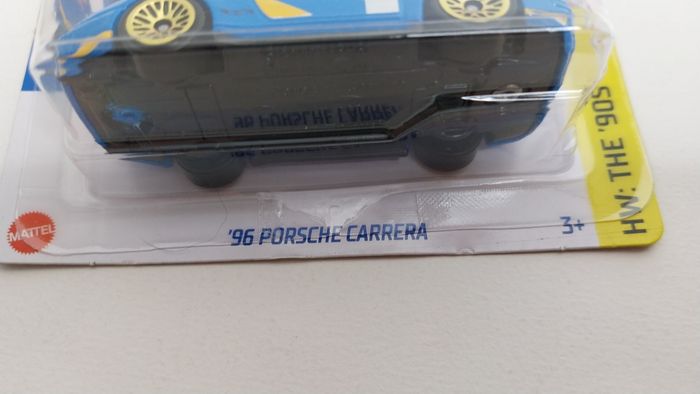 MATTEL
'96 PORSCHE CARRERA
3+
HW: THE '90S